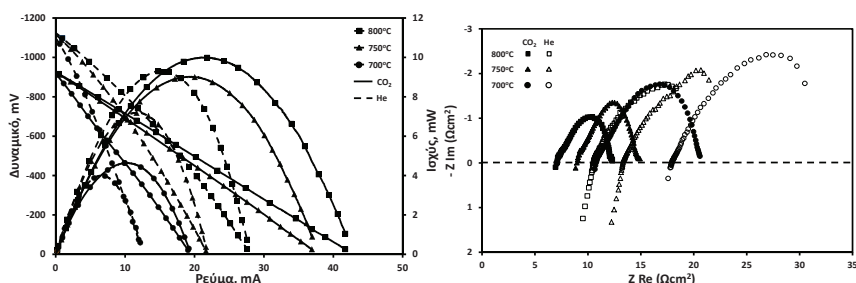 -1200
-1000
-800
-600
-400
-200
0
Δυναμικό, mV
0 10 20 30 40 50
Ρεύμα, mA
12
10
8
6
4
2
0
Ισχύς, mW
800°C
750°C
700°C
CO2
He
-3
-2
-1
0
1
2
- Z Im (Ωcm²)
0 5 10 15 20 25 30 35
Z Re (Ωcm²)
CO2 He
800°C
750°C
700°C